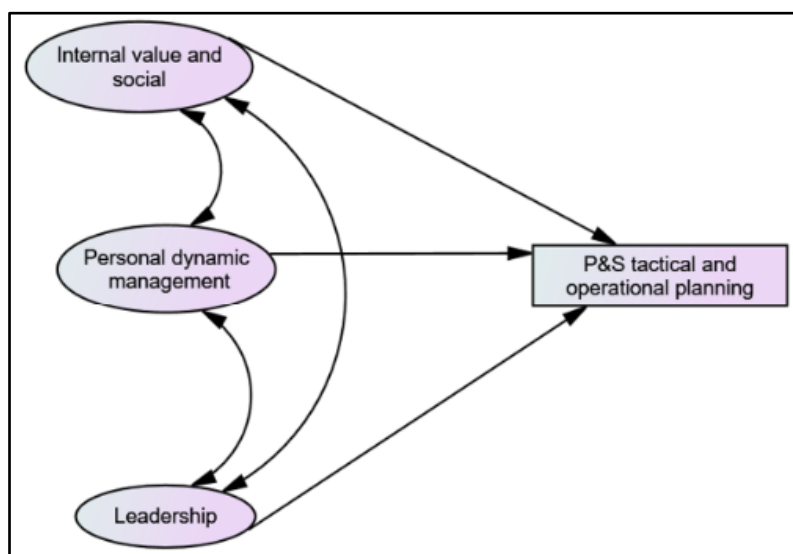 Internal value and
social
Personal dynamic
management
P&S tactical and
operational planning
Leadership